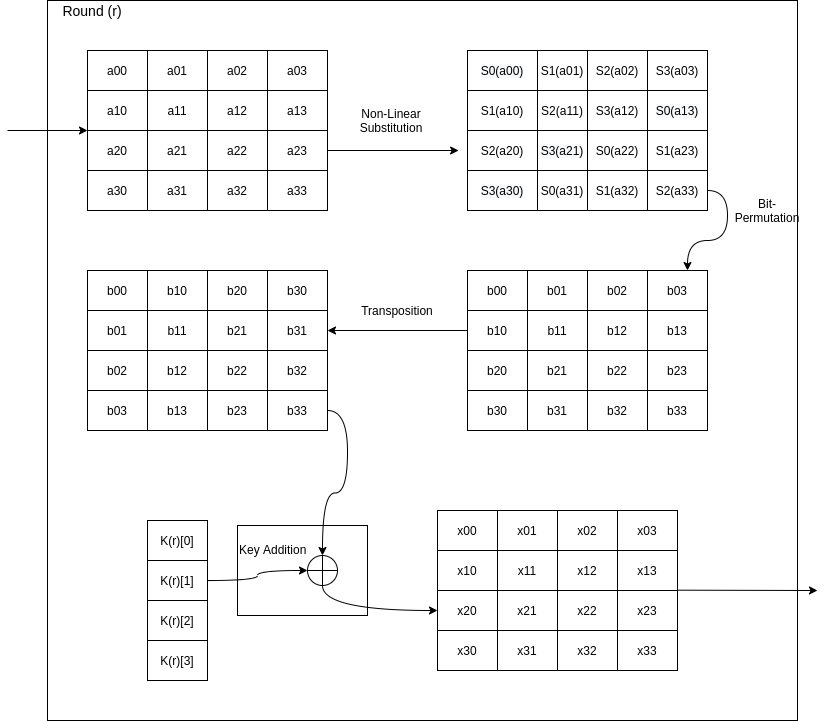 Round (r)
a00 a01 a02 a03
a10 a11 a12 a13
a20 a21 a22 a23
a30 a31 a32 a33
Non-Linear
Substitution
S0(a00) S1(a01) S2(a02) S3(a03)
S1(a10) S2(a11) S3(a12) S0(a13)
S2(a20) S3(a21) S0(a22) S1(a23)
S3(a30) S0(a31) S1(a32) S2(a33)
Bit-
Permutation
b00 b10 b20 b30
b01 b11 b21 b31
b02 b12 b22 b32
b03 b13 b23 b33
Transposition
b00 b01 b02 b03
b10 b11 b12 b13
b20 b21 b22 b23
b30 b31 b32 b33
K(r)[0]
K(r)[1]
K(r)[2]
K(r)[3]
Key Addition
x00 x01 x02 x03
x10 x11 x12 x13
x20 x21 x22 x23
x30 x31 x32 x33